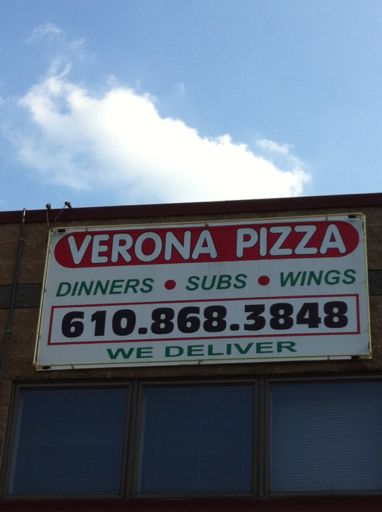 VERONA PIZZA
DINNERS • SUBS • WINGS
610.868.3848
WE DELIVER